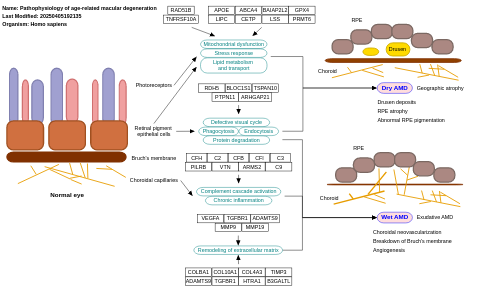 Name: Pathophysiology of age-related macular degeneration
Last Modified: 20250405192135
Organism: Homo sapiens
RAD51B
TNFRSF10A
APOE ABCA4 BAIAP2L2 GPX4
LIPC CETP LSS PRMT6
Mitochondrial dysfunction
Stress response
Lipid metabolism
and transport
Photoreceptors
RDH5 BLOC1S1 TSPAN10
PTPN11 ARHGAP21
Retinal pigment
epithelial cells
Defective visual cycle
Phagocytosis Endocytoses
Protein degradation
Bruch's membrane
CFH C2 CFB CFI C3
PILRB VTN ARMS2 C9
Choroidal capillaries
Complement cascade activation
Chronic inflammation
Normal eye
VEGFA TGFBR1 ADAMTS9
MMP9 MMP19
Remodeling of extracellular matrix
COL8A1 COL10A1 COL4A3 TIMP3
ADAMTS9 TGFBR1 HTRA1 B3GALTL
RPE
Drusen
Choroid
Dry AMD Geographic atrophy
Drusen deposits
RPE atrophy
Abnormal RPE pigmentation
RPE
Choroid
Wet AMD Exudative AMD
Choroidal neovascularization
Breakdown of Bruch's membrane
Angiogenesis